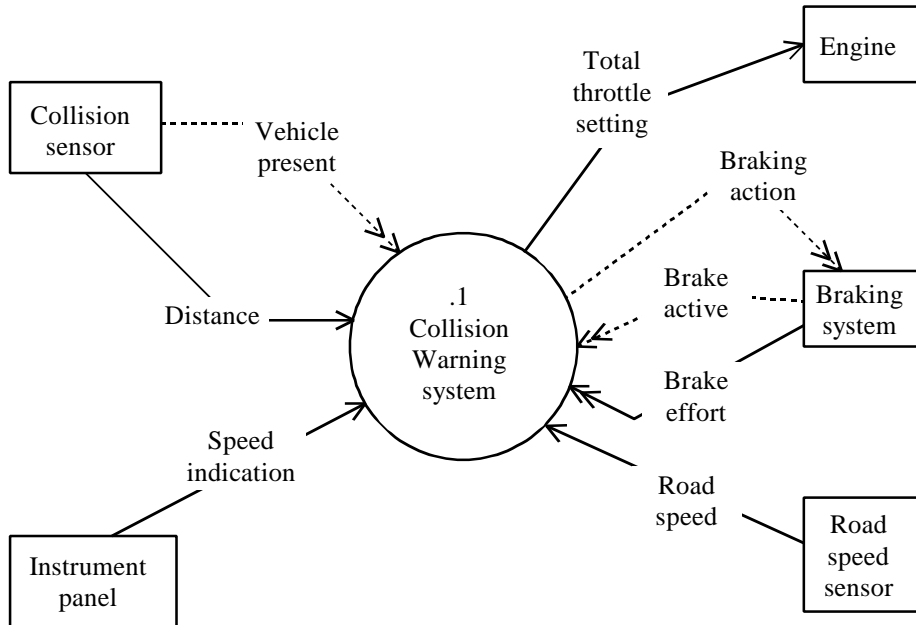 Engine
Total
throttle
setting
Collision
sensor
Vehicle
present
Braking
action
.1
Collision
Warning
system
Brake
active
Braking
system
Distance
Brake
effort
Speed
indication
Road
speed
Instrument
panel
Road
speed
sensor